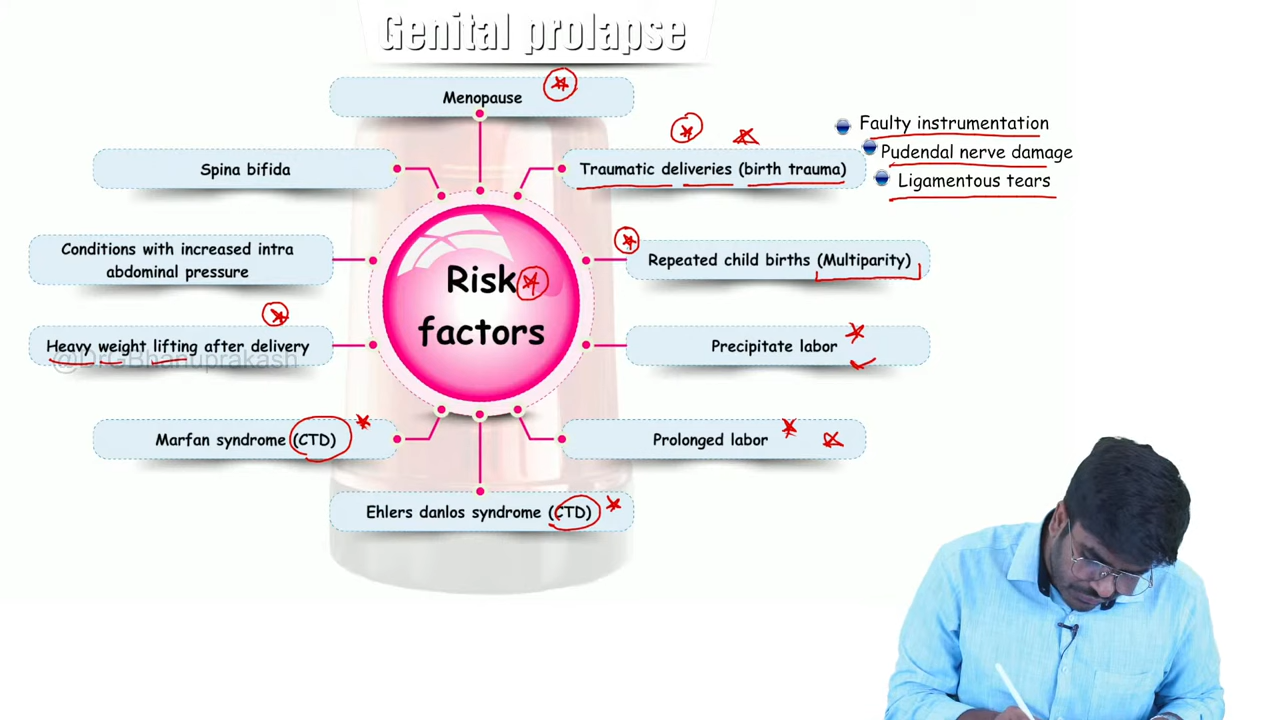 Genital prolapse
Menopause
Spina bifida
Traumatic deliveries (birth trauma)
Faulty instrumentation
Pudendal nerve damage
Ligamentous tears
Conditions with increased intra
abdominal pressure
Repeated child births (Multiparity)
Risk
factors
Heavy weight lifting after delivery
@DrGBhanuprakash
Precipitate labor
Marfan syndrome (CTD)
Prolonged labor
Ehlers danlos syndrome (CTD)